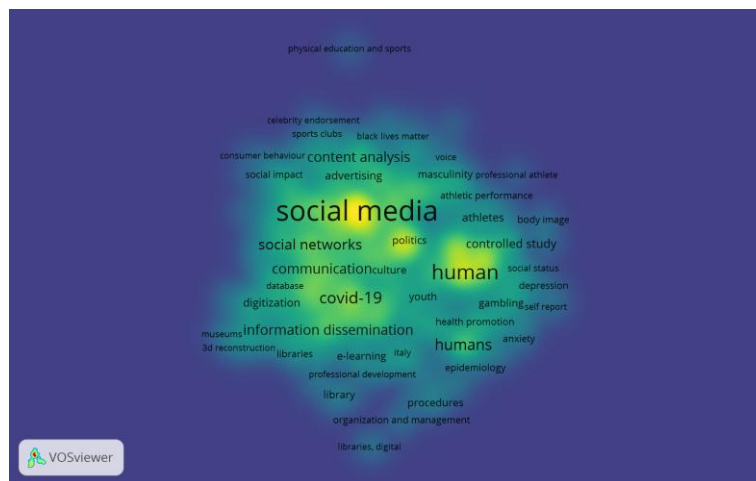 physical education and sports
celebrity endorsement
sports clubs
black lives matter
consumer behaviour
content analysis
voice
social impact
advertising
masculinity
professional athlete
athletic performance
social media
athletes
body image
social networks
politics
controlled study
communication
culture
human
social status
database
depression
digitization
covid-19
youth
gambling
self report
museums
information dissemination
health promotion
3d reconstruction
libraries
e-learning
italy
humans
anxiety
professional development
epidemiology
library
procedures
organization and management
libraries, digital
VOSviewer